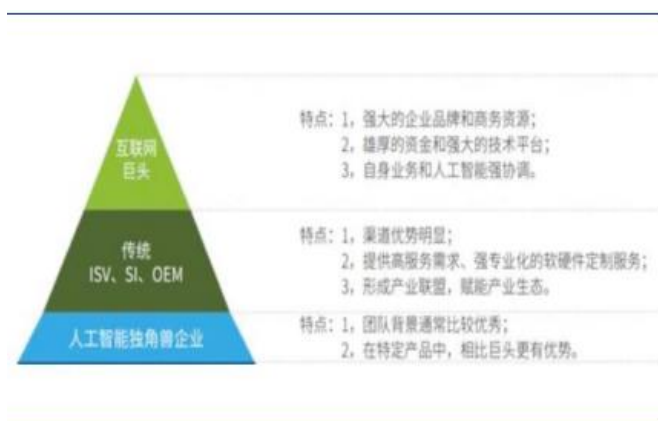 互联网
巨头
特点：1，强大的企业品牌和商务资源；
2，雄厚的资金和强大的技术平台；
3，自身业务和人工智能强协调。
传统
ISV、SI、OEM
特点：1，渠道优势明显；
2，提供高服务需求、强专业化的软硬件定制服务；
3，形成产业联盟，赋能产业生态。
人工智能独角兽企业
特点：1，团队背景通常比较优秀；
2，在特定产品中，相比巨头更有优势。